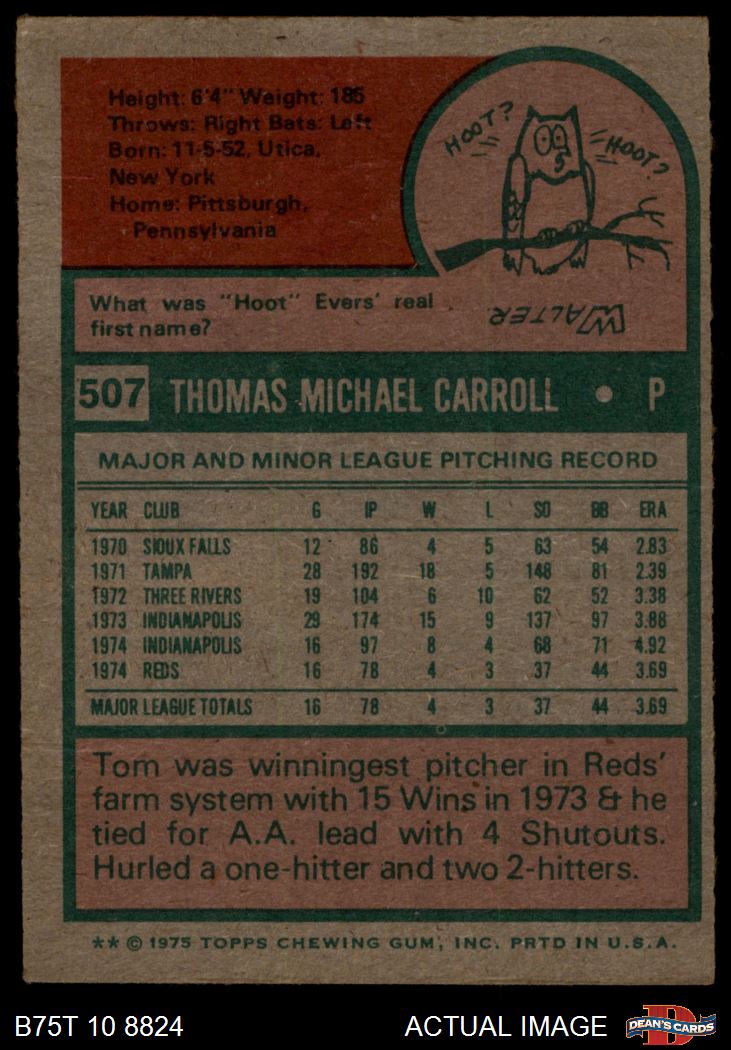 Height: 6'4" Weight: 185
Throws: Right Bats: Left
Born: 11-5-52, Utica,
New York
Home: Pittsburgh,
Pennsylvania
HOOT?
HOOT?
What was "Hoot" Evers' real
first name?
WALTER
507 THOMAS MICHAEL CARROLL • P
MAJOR AND MINOR LEAGUE PITCHING RECORD
YEAR CLUB G IP W L SO BB ERA
1970 SIOUX FALLS 12 86 4 5 63 54 2.83
1971 TAMPA 28 192 18 5 148 81 2.39
1972 THREE RIVERS 19 104 6 10 62 52 3.38
1973 INDIANAPOLIS 29 174 15 9 137 97 3.88
1974 INDIANAPOLIS 16 97 8 4 68 71 4.92
1974 REDS 16 78 4 3 37 44 3.69
MAJOR LEAGUE TOTALS 16 78 4 3 37 44 3.69
Tom was winningest pitcher in Reds'
farm system with 15 Wins in 1973 & he
tied for A.A. lead with 4 Shutouts.
Hurled a one-hitter and two 2-hitters.
** © 1975 TOPPS CHEWING GUM, INC. PRTD IN U.S.A.
B75T 10 8824 ACTUAL IMAGE DEAN'S CARDS